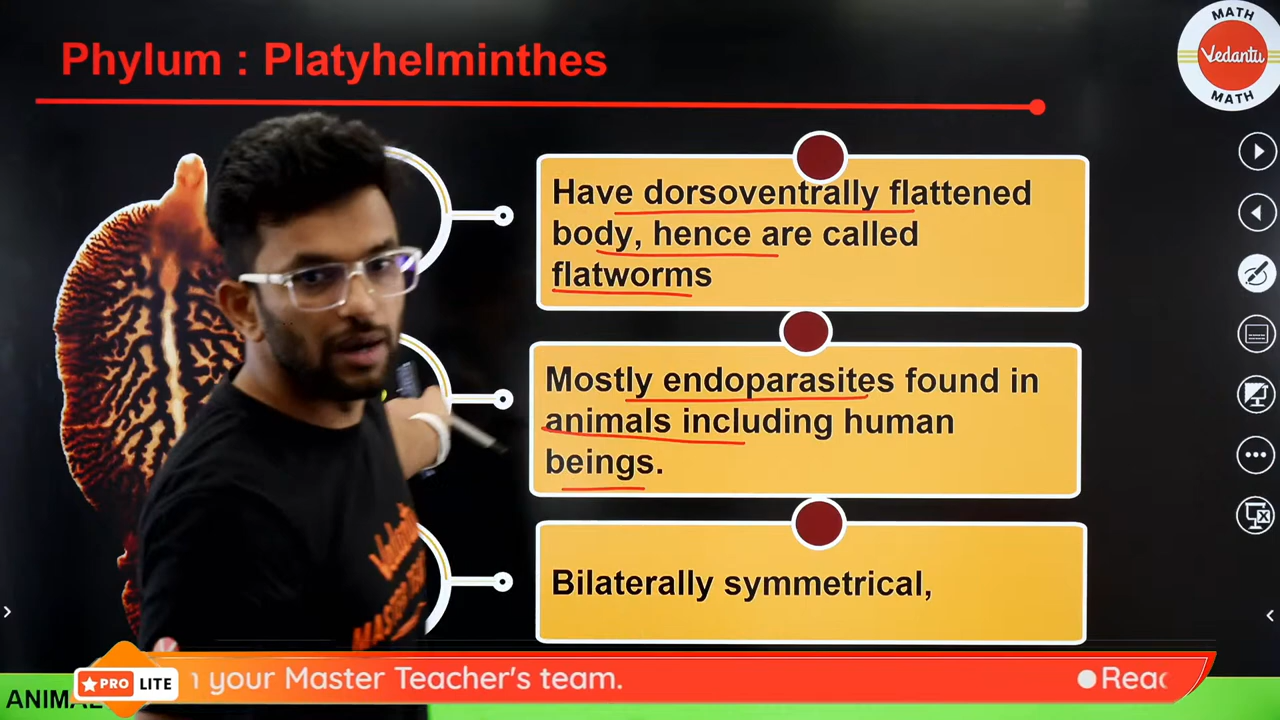 Phylum : Platyhelminthes
MATH
Vedantu
MATH
Have dorsoventrally flattened
body, hence are called
flatworms
Mostly endoparasites found in
animals including human
beings.
Bilaterally symmetrical,
Vedantu
PRO LITE
your Master Teacher's team.